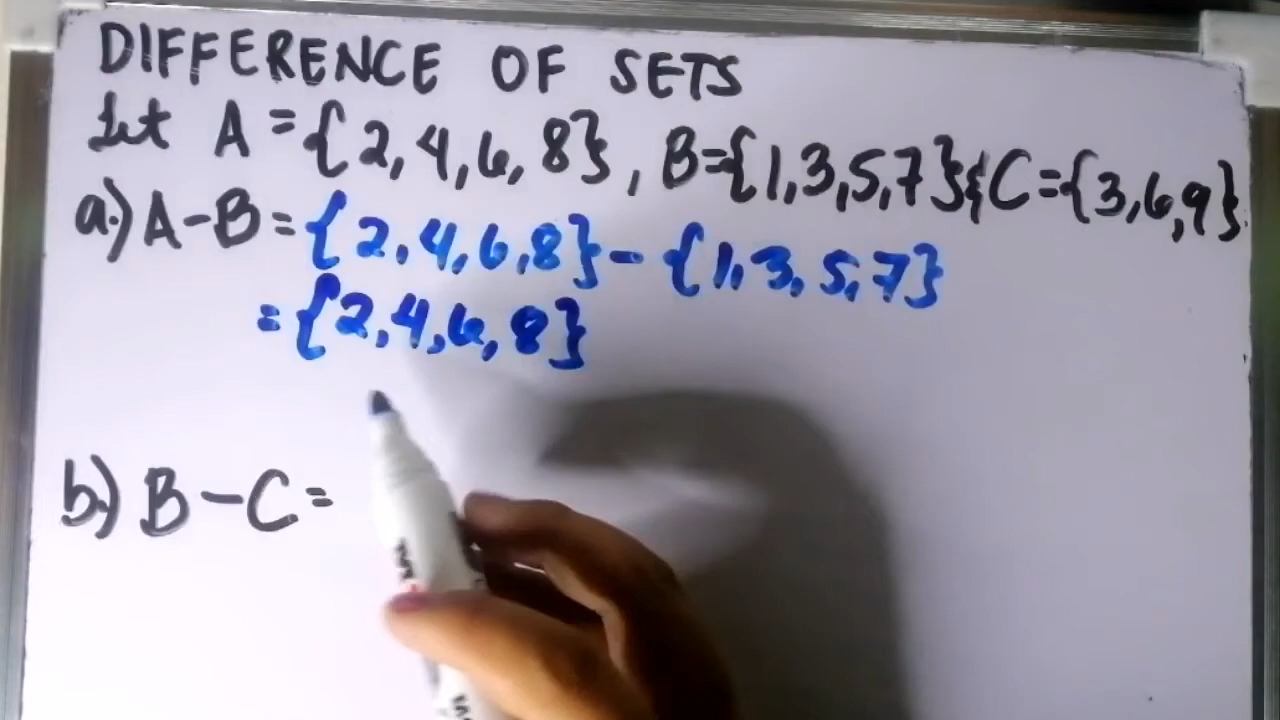 DIFFERENCE OF SETS
Let A = {2, 4, 6, 8}, B = {1, 3, 5, 7} & C = {3, 6, 9}.
a.) A - B = {2, 4, 6, 8} - {1, 3, 5, 7}
= {2, 4, 6, 8}
b.) B - C =